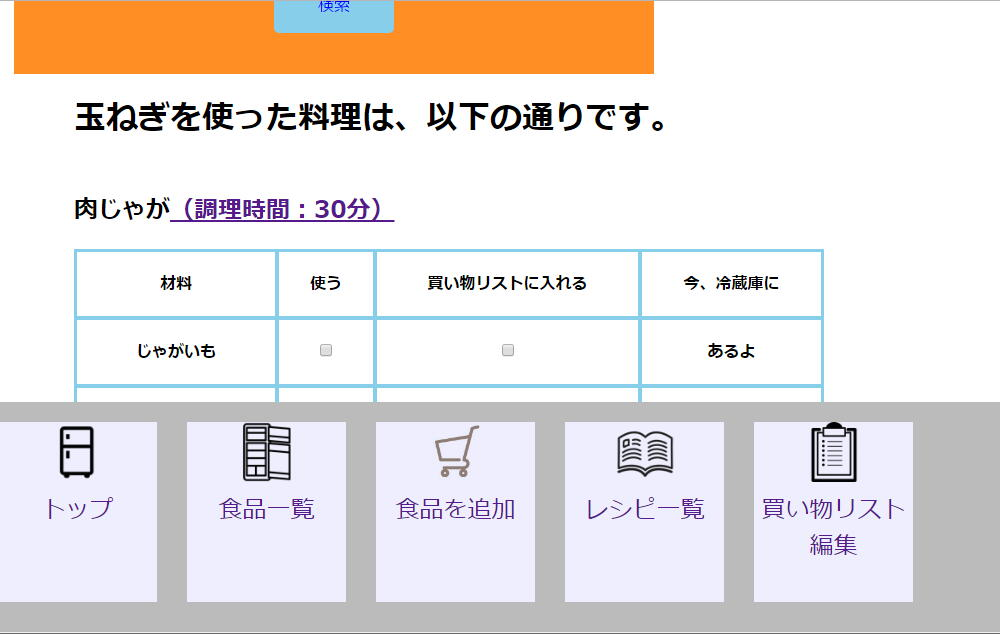 検索
玉ねぎを使った料理は、以下の通りです。
肉じゃが（調理時間：30分）
材料 使う 買い物リストに入れる 今、冷蔵庫に
じゃがいも あるよ
トップ 食品一覧 食品を追加 レシピ一覧 買い物リスト
編集